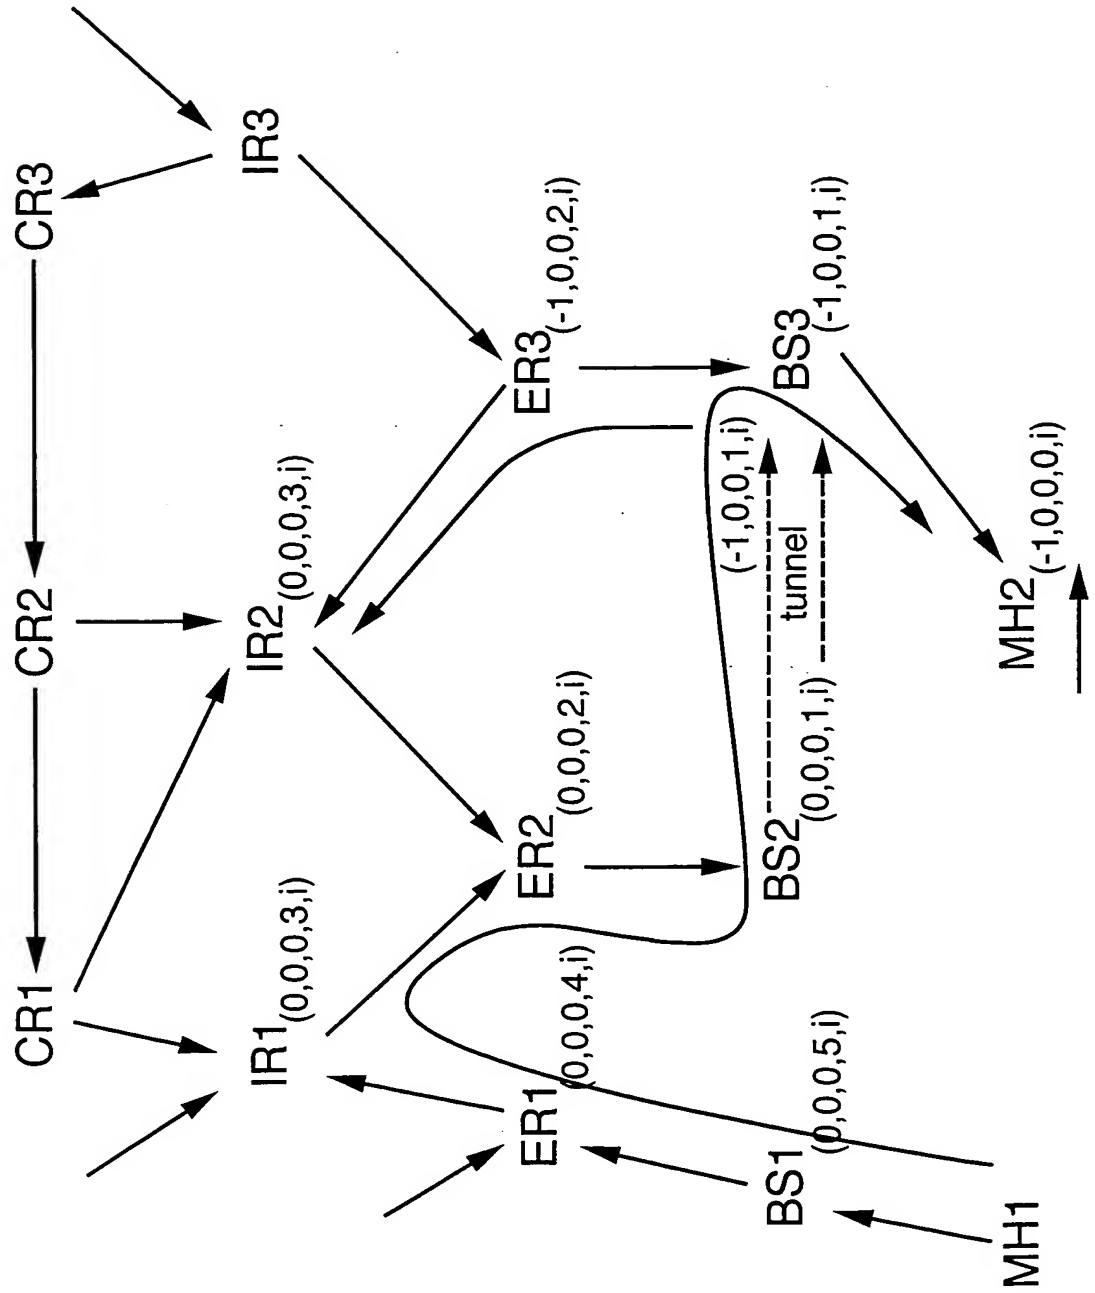 CR1
CR2
CR3
IR1(0,0,0,3,i)
IR2(0,0,0,3,i)
IR3
ER1(0,0,0,4,i)
ER2(0,0,0,2,i)
ER3(-1,0,0,2,i)
(-1,0,0,1,i)
tunnel
BS1(0,0,0,5,i)
BS2(0,0,0,1,i)
BS3(-1,0,0,1,i)
MH1
MH2(-1,0,0,0,i)